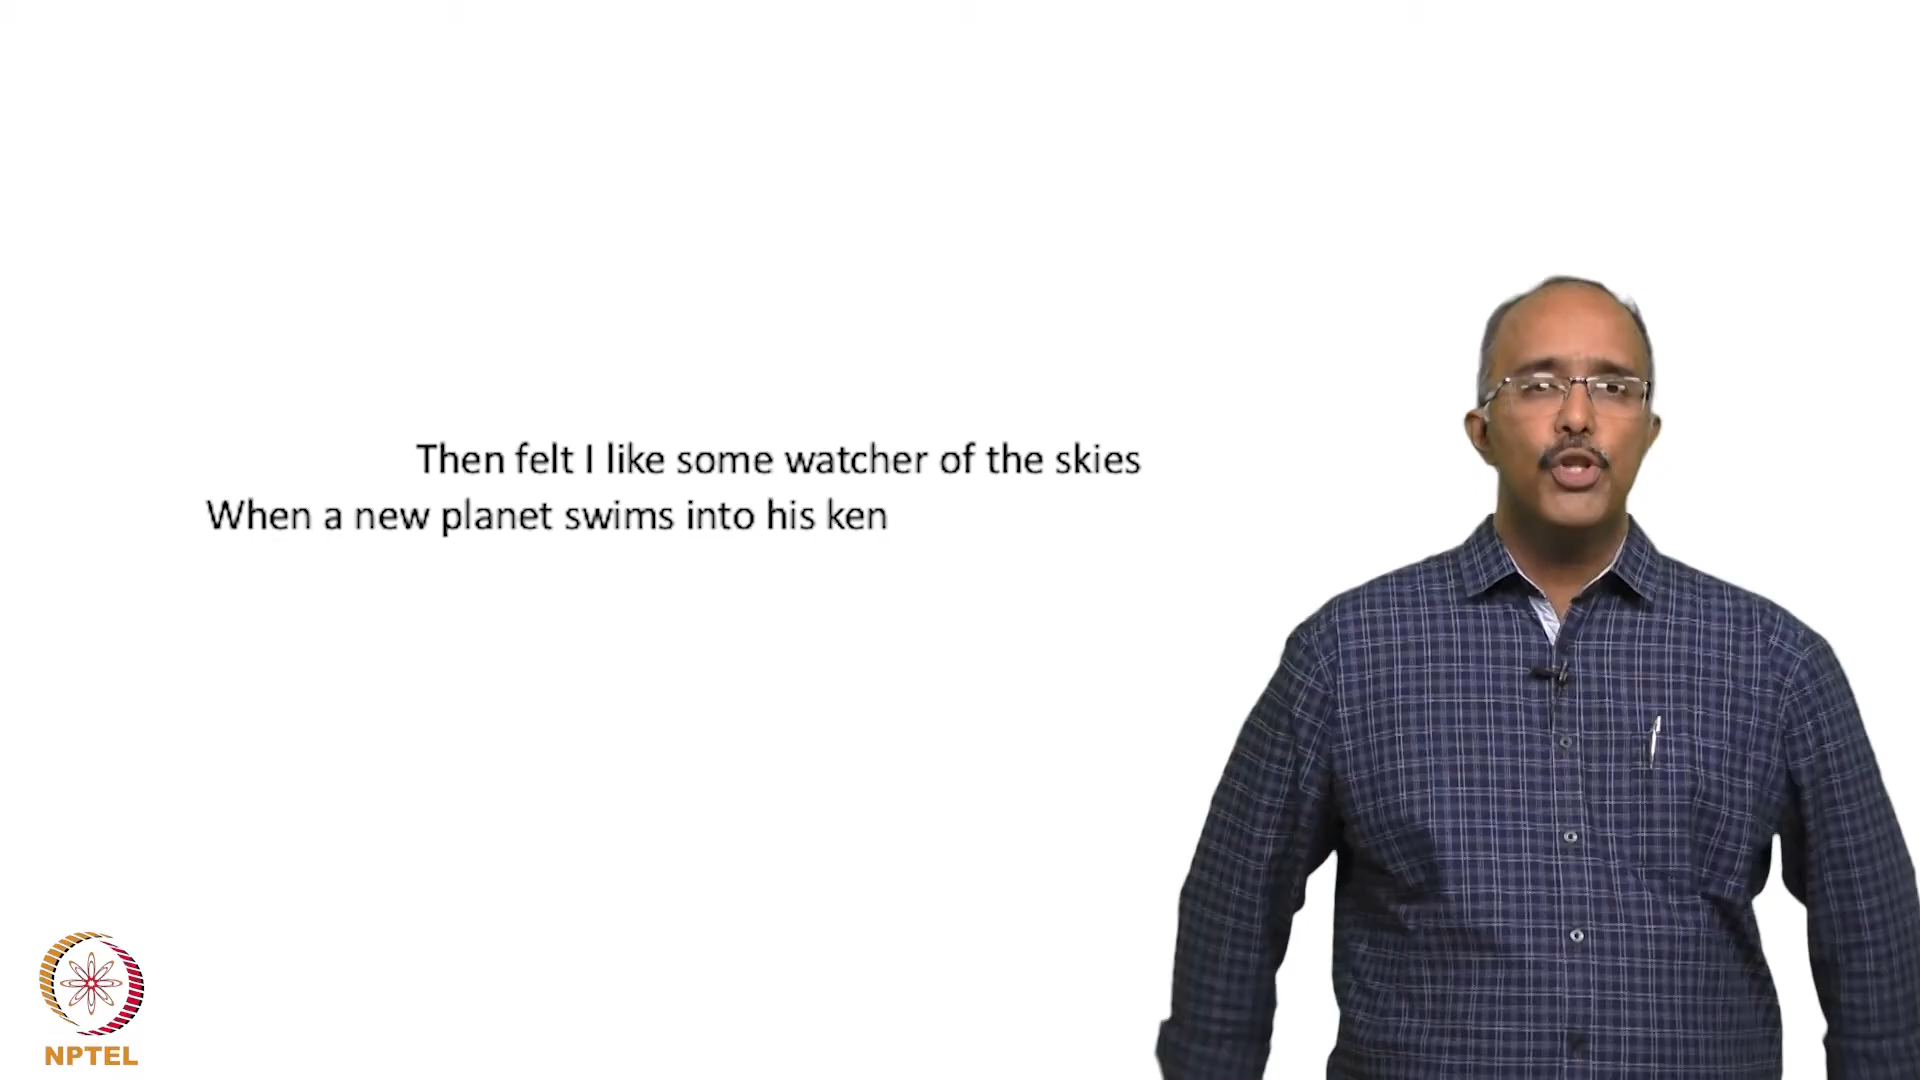 Then felt I like some watcher of the skies
When a new planet swims into his ken
NPTEL